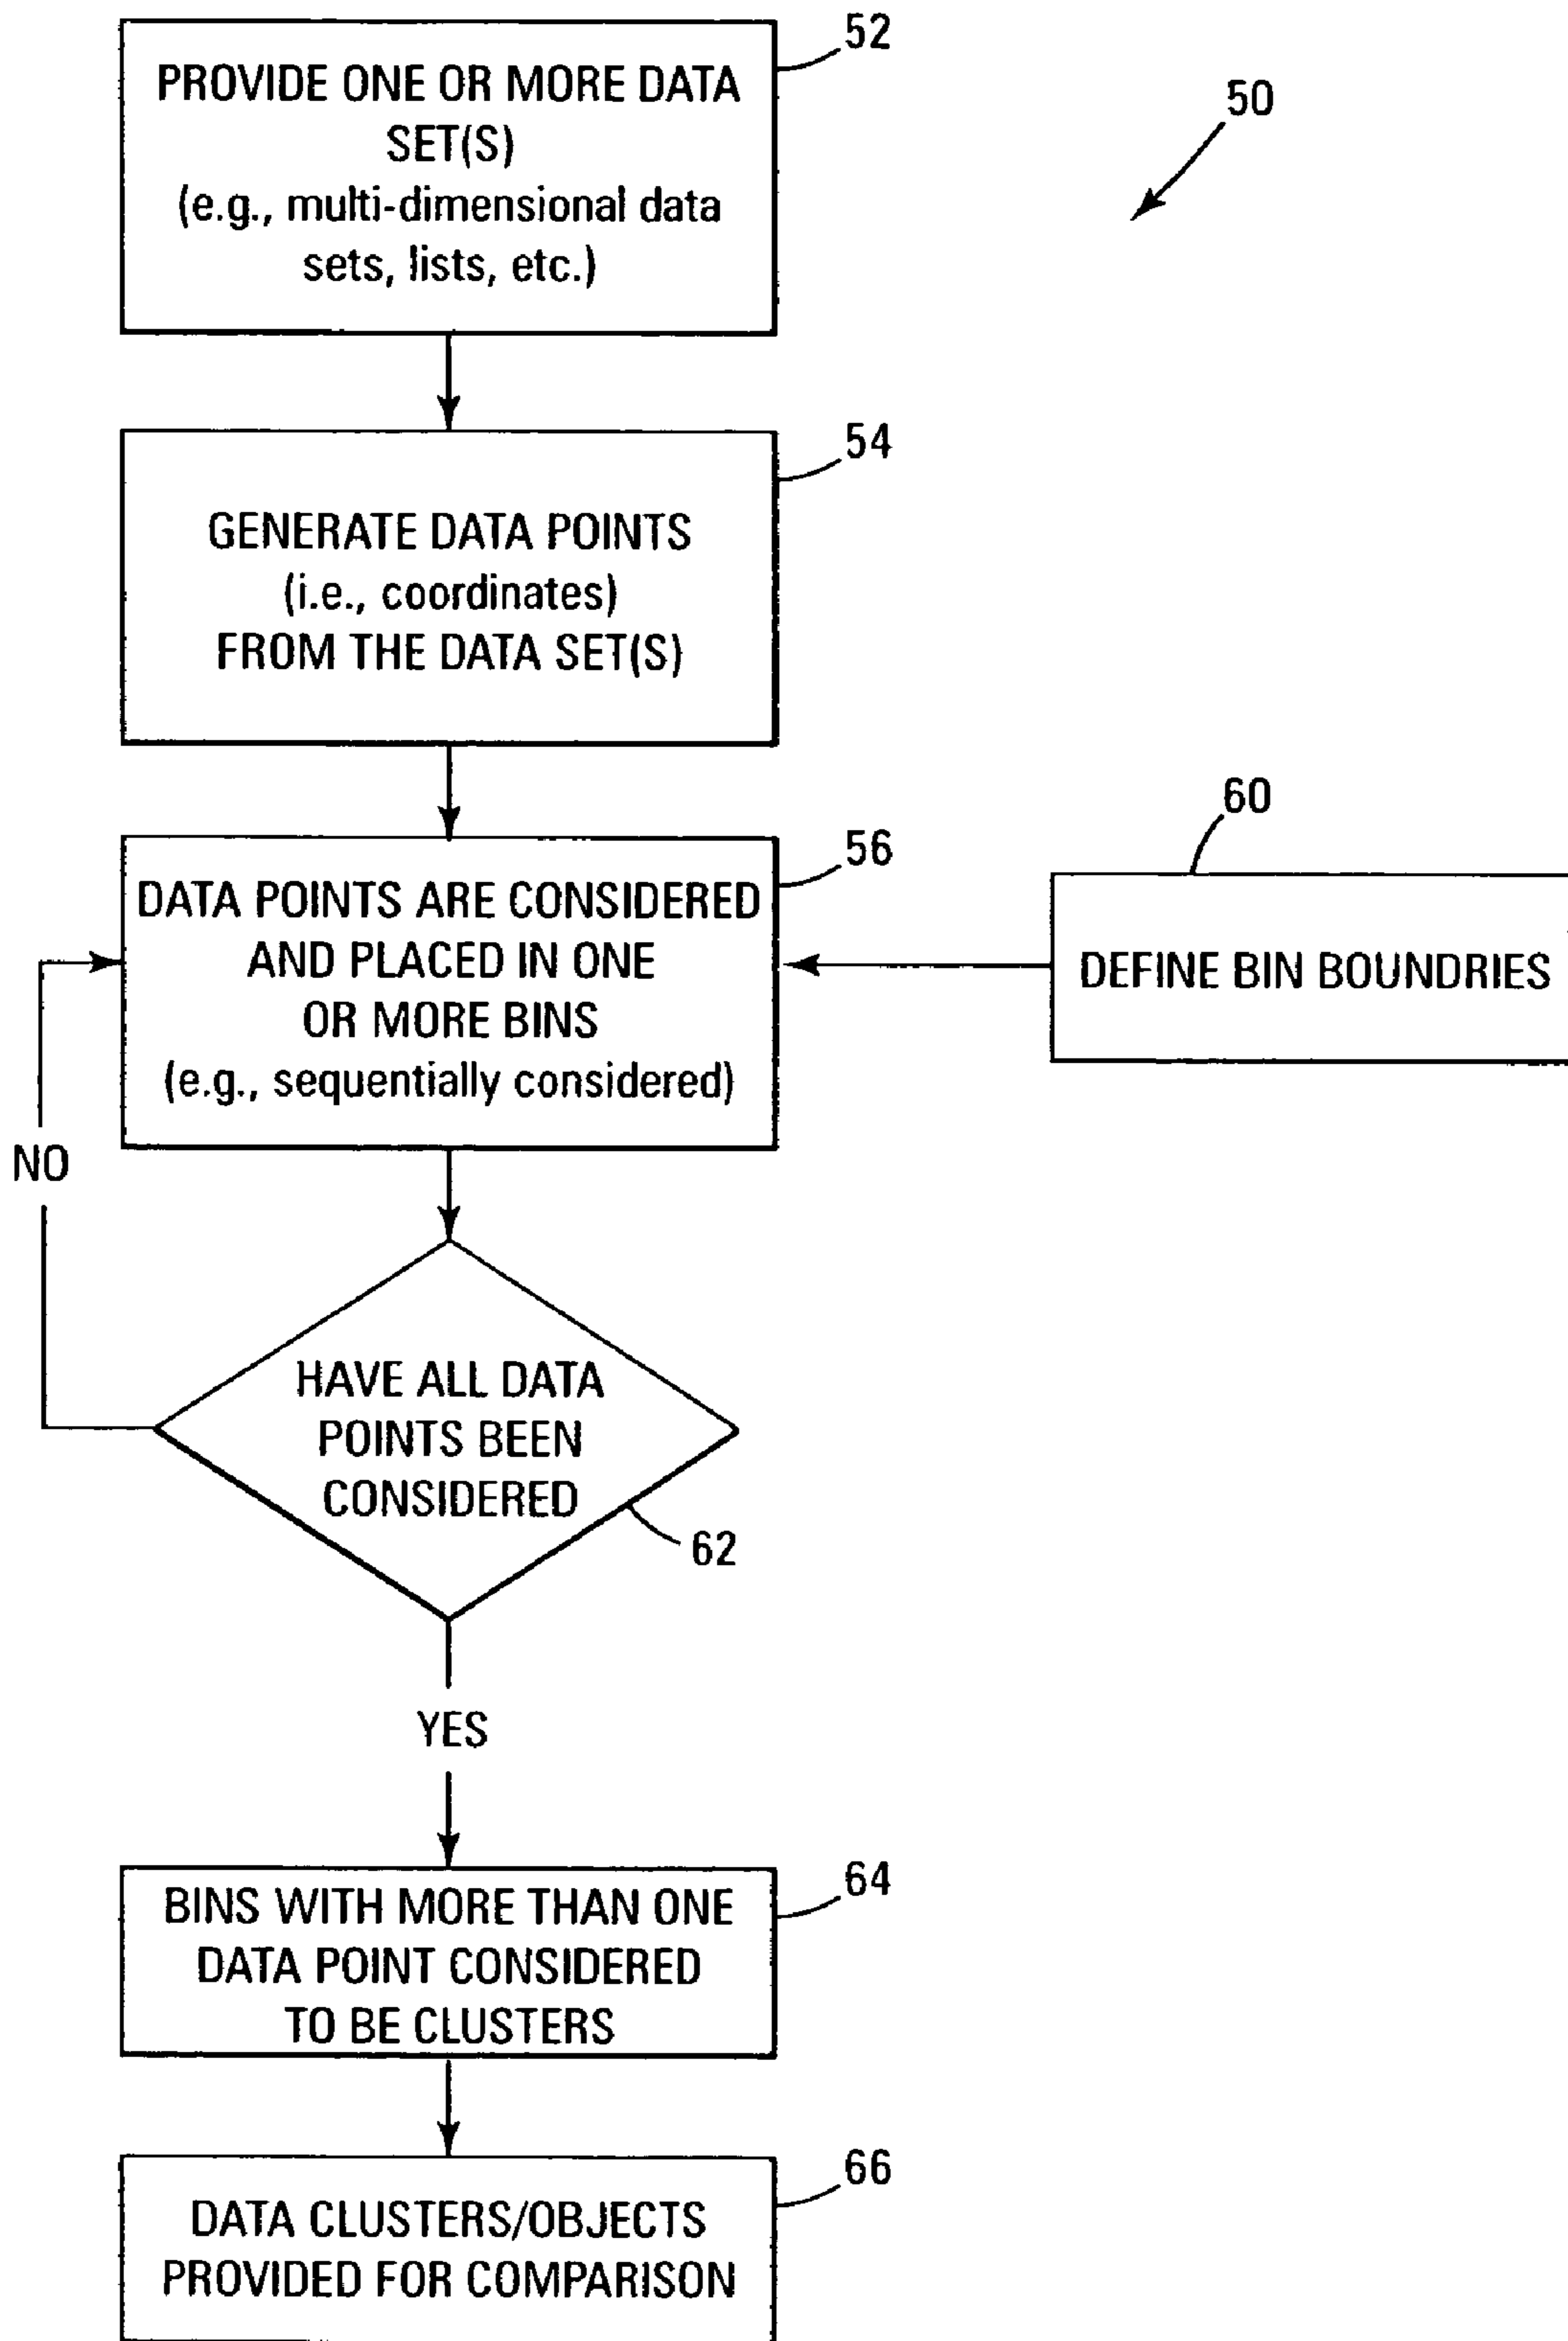 52
PROVIDE ONE OR MORE DATA
SET(S)
(e.g., multi-dimensional data
sets, lists, etc.)
50
54
GENERATE DATA POINTS
(i.e., coordinates)
FROM THE DATA SET(S)
56
DATA POINTS ARE CONSIDERED
AND PLACED IN ONE
OR MORE BINS
(e.g., sequentially considered)
60
DEFINE BIN BOUNDRIES
NO
HAVE ALL DATA
POINTS BEEN
CONSIDERED
62
YES
64
BINS WITH MORE THAN ONE
DATA POINT CONSIDERED
TO BE CLUSTERS
66
DATA CLUSTERS/OBJECTS
PROVIDED FOR COMPARISON